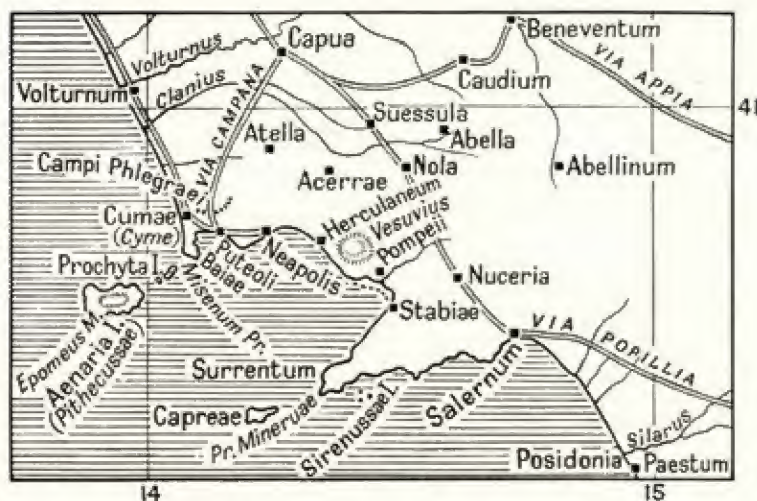 Beneventum
Volturnus
Capua
VIA APPIA
Caudium
Volturnum
Clanius
41
VIA CAMPANA
Suessula
Atella
Abella
Campi Phlegraei
Acerrae
Nola
Abellinum
Cumae
(Cyme)
Herculaneum
Vesuvius
Pompeii
Puteoli
Baiae
Neapolis
Prochyta I.
Misenum Pr.
Nuceria
Stabiae
Epomeus M.
Aenaria I.
(Pithecussae)
VIA POPILLIA
Surrentum
Salernum
Capreae
Pr. Mineruae
Sirenussae I.
Silarus
Posidonia
Paestum
14
15